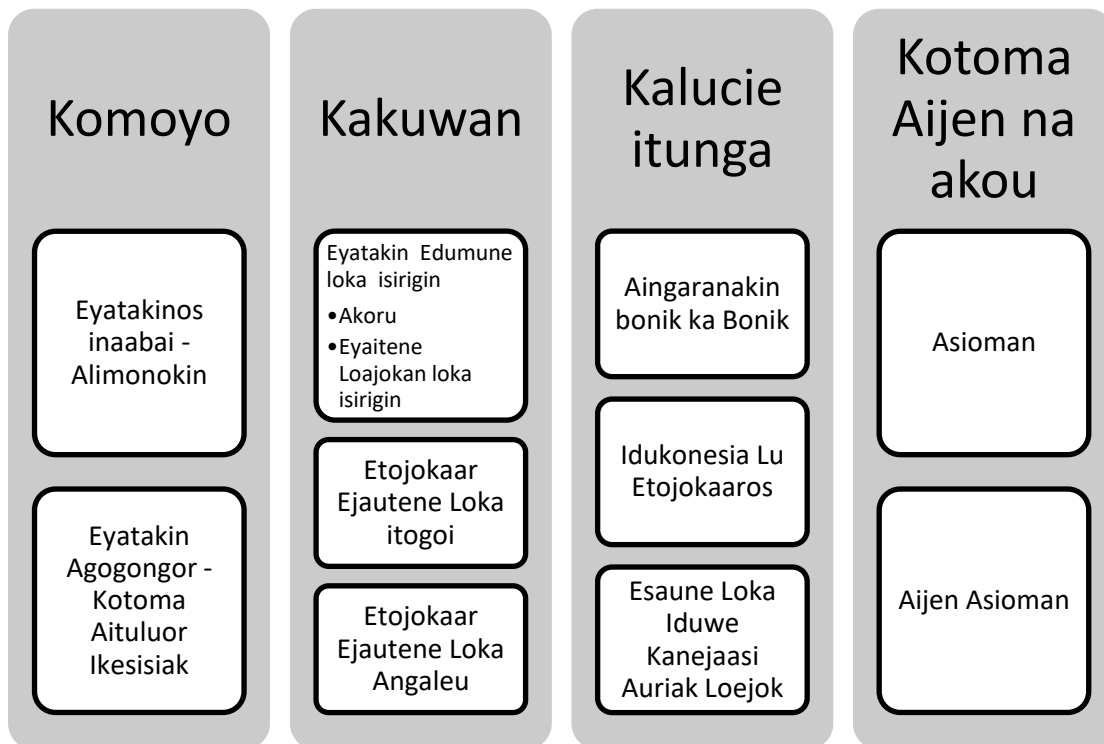 Komoyo
Eyatakinos
inaabai -
Alimonokin
Eyatakin
Agogongor -
Kotoma
Aituluor
Ikesisiak
Kakuwan
Eyatakin Edumune
loka isirigin
•Akoru
•Eyaitene
Loajokan loka
isirigin
Etojokaar
Ejautene Loka
itogoi
Etojokaar
Ejautene Loka
Angaleu
Kalucie
itunga
Aingaranakin
bonik ka Bonik
Idukonesia Lu
Etojokaaros
Esaune Loka
Iduwe
Kanejaasi
Auriak Loejok
Kotoma
Aijen na
akou
Asioman
Aijen Asioman